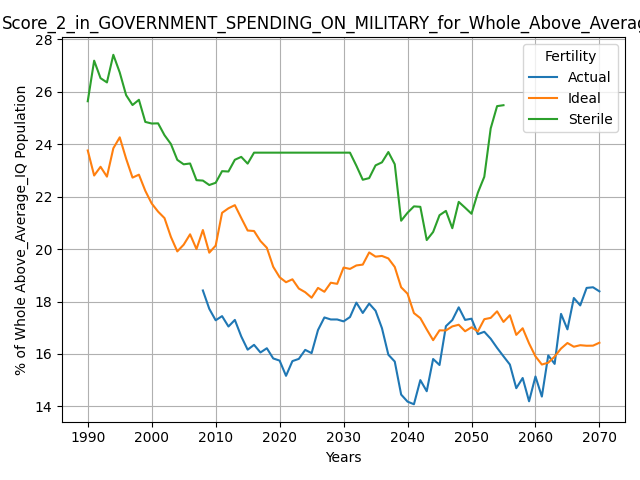 Score_2_in_GOVERNMENT_SPENDING_ON_MILITARY_for_Whole_Above_Averag
Fertility
Actual
Ideal
Sterile
% of Whole Above_Average_IQ Population
28
26
24
22
20
18
16
14
1990 2000 2010 2020 2030 2040 2050 2060 2070
Years